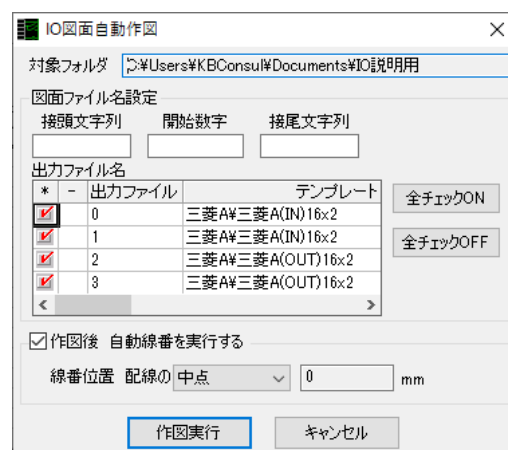 IO図面自動作図
対象フォルダ C:¥Users¥KBConsul¥Documents¥IO説明用
図面ファイル名設定
接頭文字列 開始数字 接尾文字列
出力ファイル名
* - 出力ファイル テンプレート
0 三菱A¥三菱A(IN)16x2
1 三菱A¥三菱A(IN)16x2
2 三菱A¥三菱A(OUT)16x2
3 三菱A¥三菱A(OUT)16x2
全チェックON
全チェックOFF
作図後 自動線番を実行する
線番位置 配線の 中点 0 mm
作図実行 キャンセル